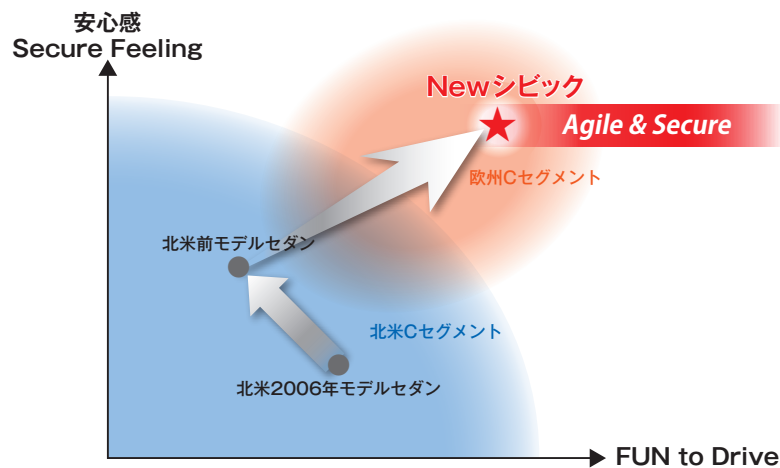 安心感
Secure Feeling
Newシビック
Agile & Secure
欧州Cセグメント
北米前モデルセダン
北米Cセグメント
北米2006年モデルセダン
FUN to Drive